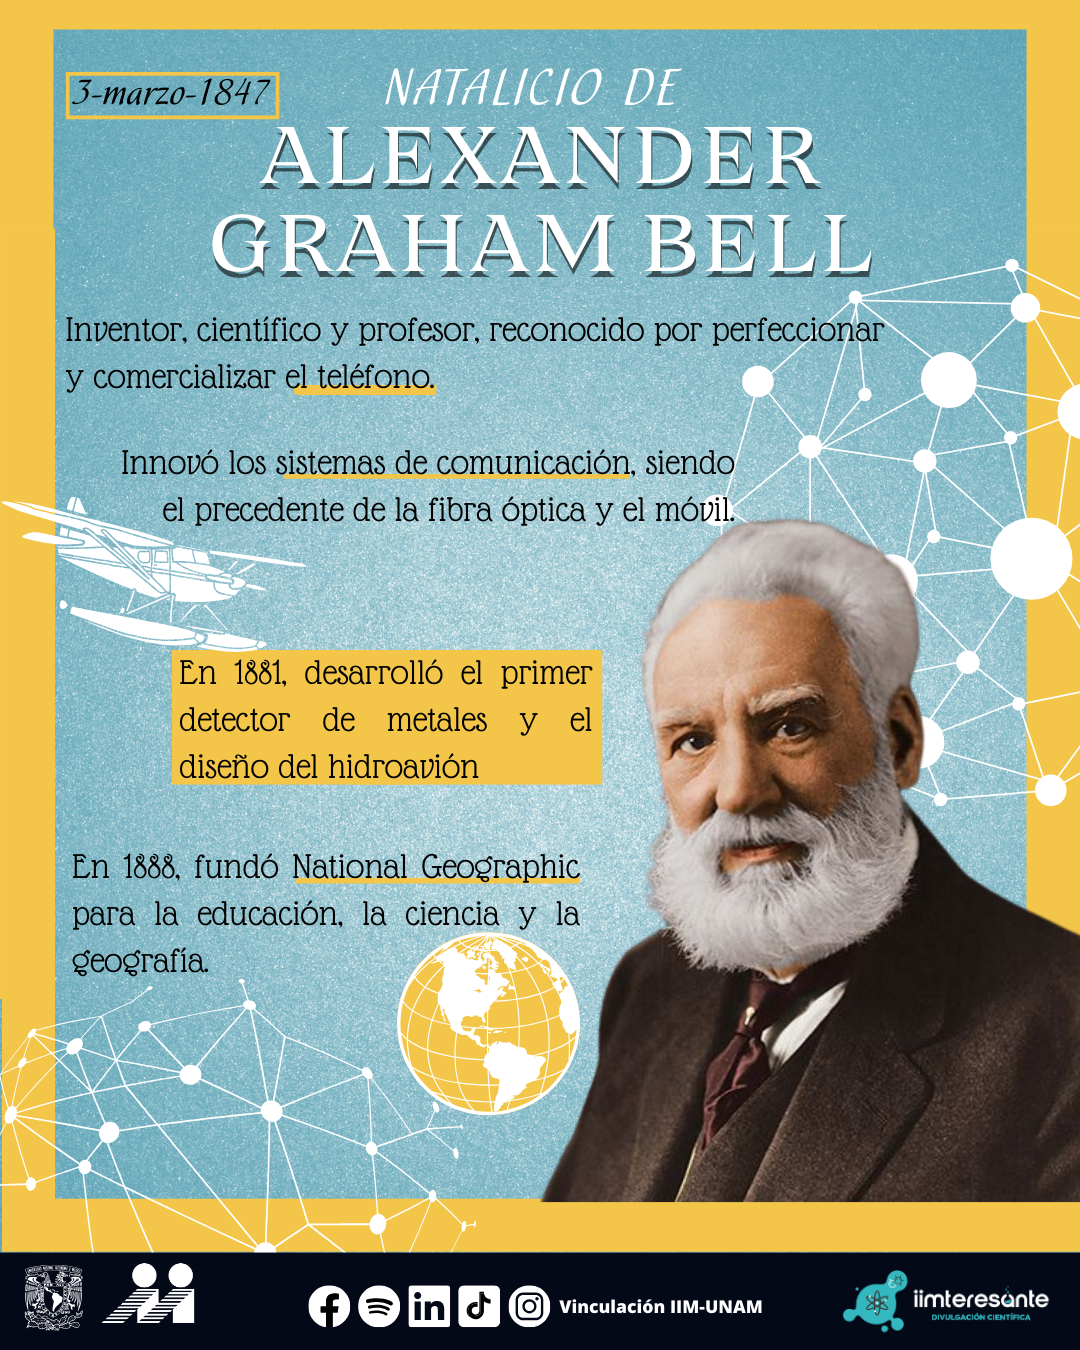 3-marzo-1847
NATALICIO DE
ALEXANDER
GRAHAM BELL
Inventor, científico y profesor, reconocido por perfeccionar
y comercializar el teléfono.
Innovó los sistemas de comunicación, siendo
el precedente de la fibra óptica y el móvil.
En 1881, desarrolló el primer
detector de metales y el
diseño del hidroavión
En 1888, fundó National Geographic
para la educación, la ciencia y la
geografía.
Vinculación IIM-UNAM
iimteresante
DIVULGACIÓN CIENTÍFICA